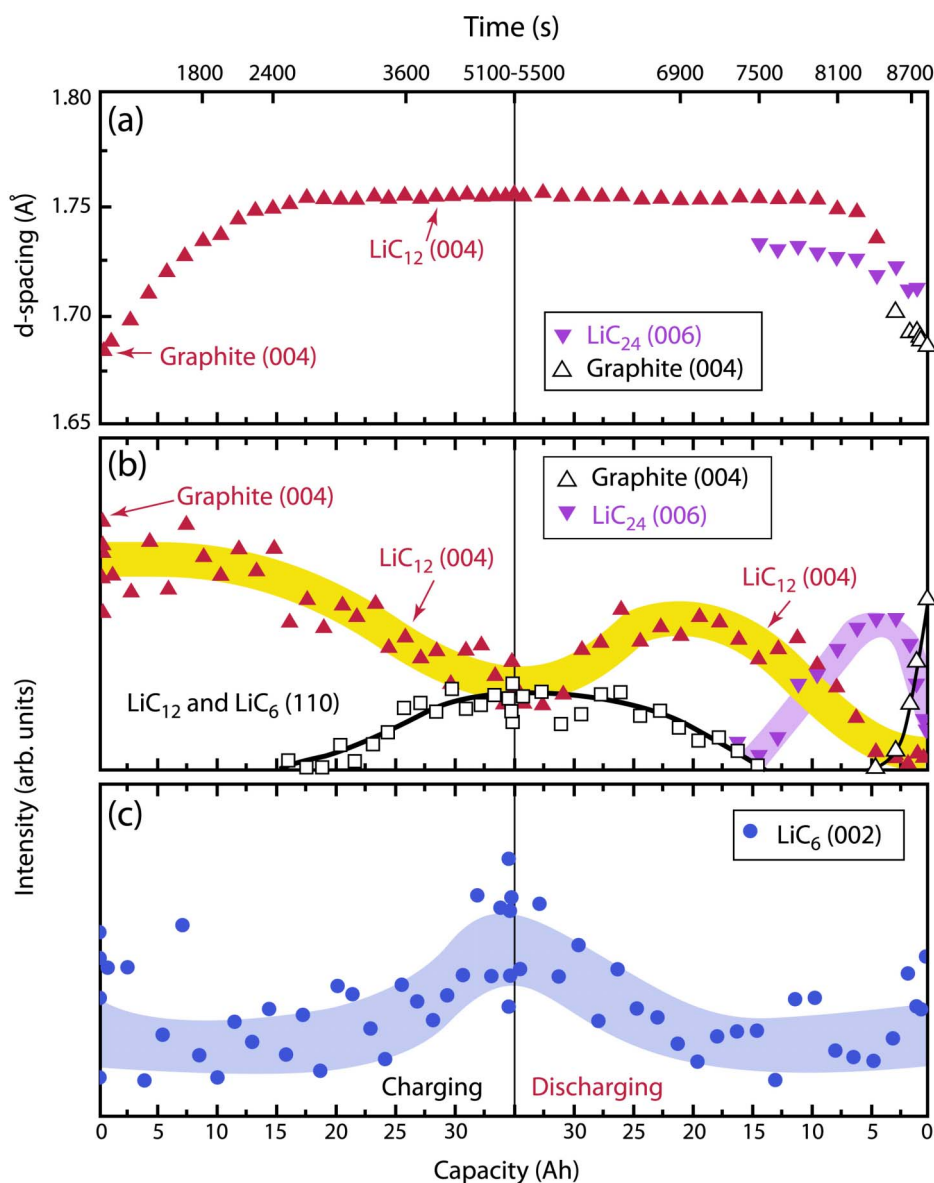 Time (s)
1800 2400 3600 5100-5500 6900 7500 8100 8700
1.80
(a)
1.75
LiC₁₂ (004)
d-spacing (Å)
1.70
LiC₂₄ (006)
Graphite (004)
Graphite (004)
1.65
(b)
Graphite (004)
Graphite (004)
LiC₂₄ (006)
LiC₁₂ (004)
LiC₁₂ (004)
LiC₁₂ and LiC₆ (110)
Intensity (arb. units)
(c)
LiC₆ (002)
Charging
Discharging
0 5 10 15 20 25 30 30 25 20 15 10 5 0
Capacity (Ah)